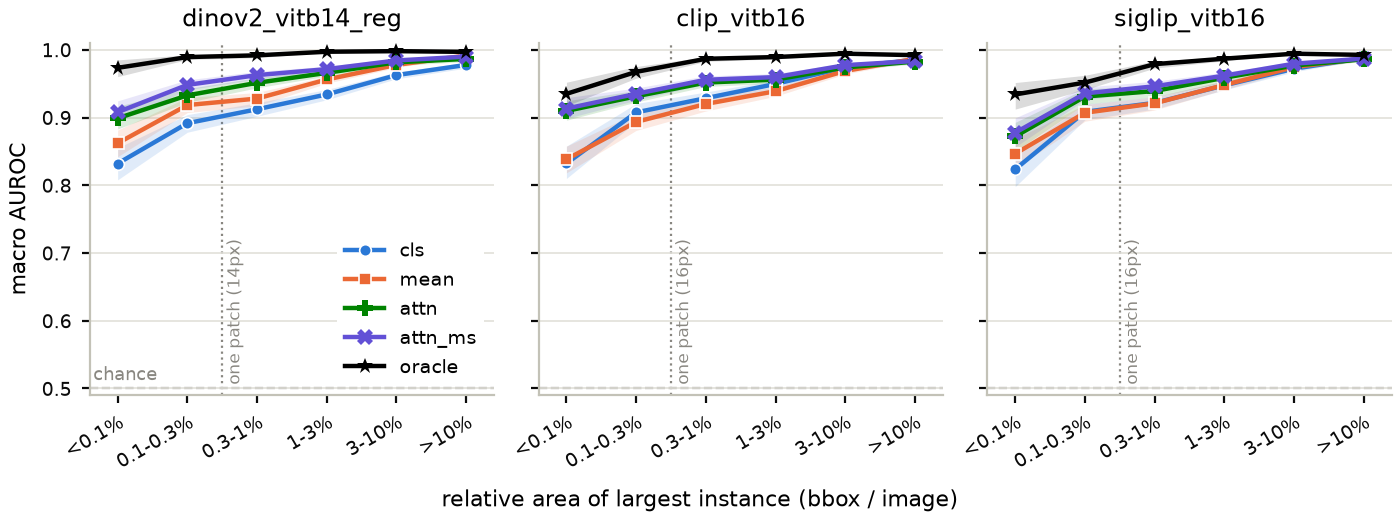 dinov2_vitb14_reg
clip_vitb16
siglip_vitb16
macro AUROC
1.0
0.9
0.8
0.7
0.6
0.5
chance
one patch (14px)
cls
mean
attn
attn_ms
oracle
one patch (16px)
one patch (16px)
<0.1%
0.1-0.3%
0.3-1%
1-3%
3-10%
>10%
<0.1%
0.1-0.3%
0.3-1%
1-3%
3-10%
>10%
<0.1%
0.1-0.3%
0.3-1%
1-3%
3-10%
>10%
relative area of largest instance (bbox / image)